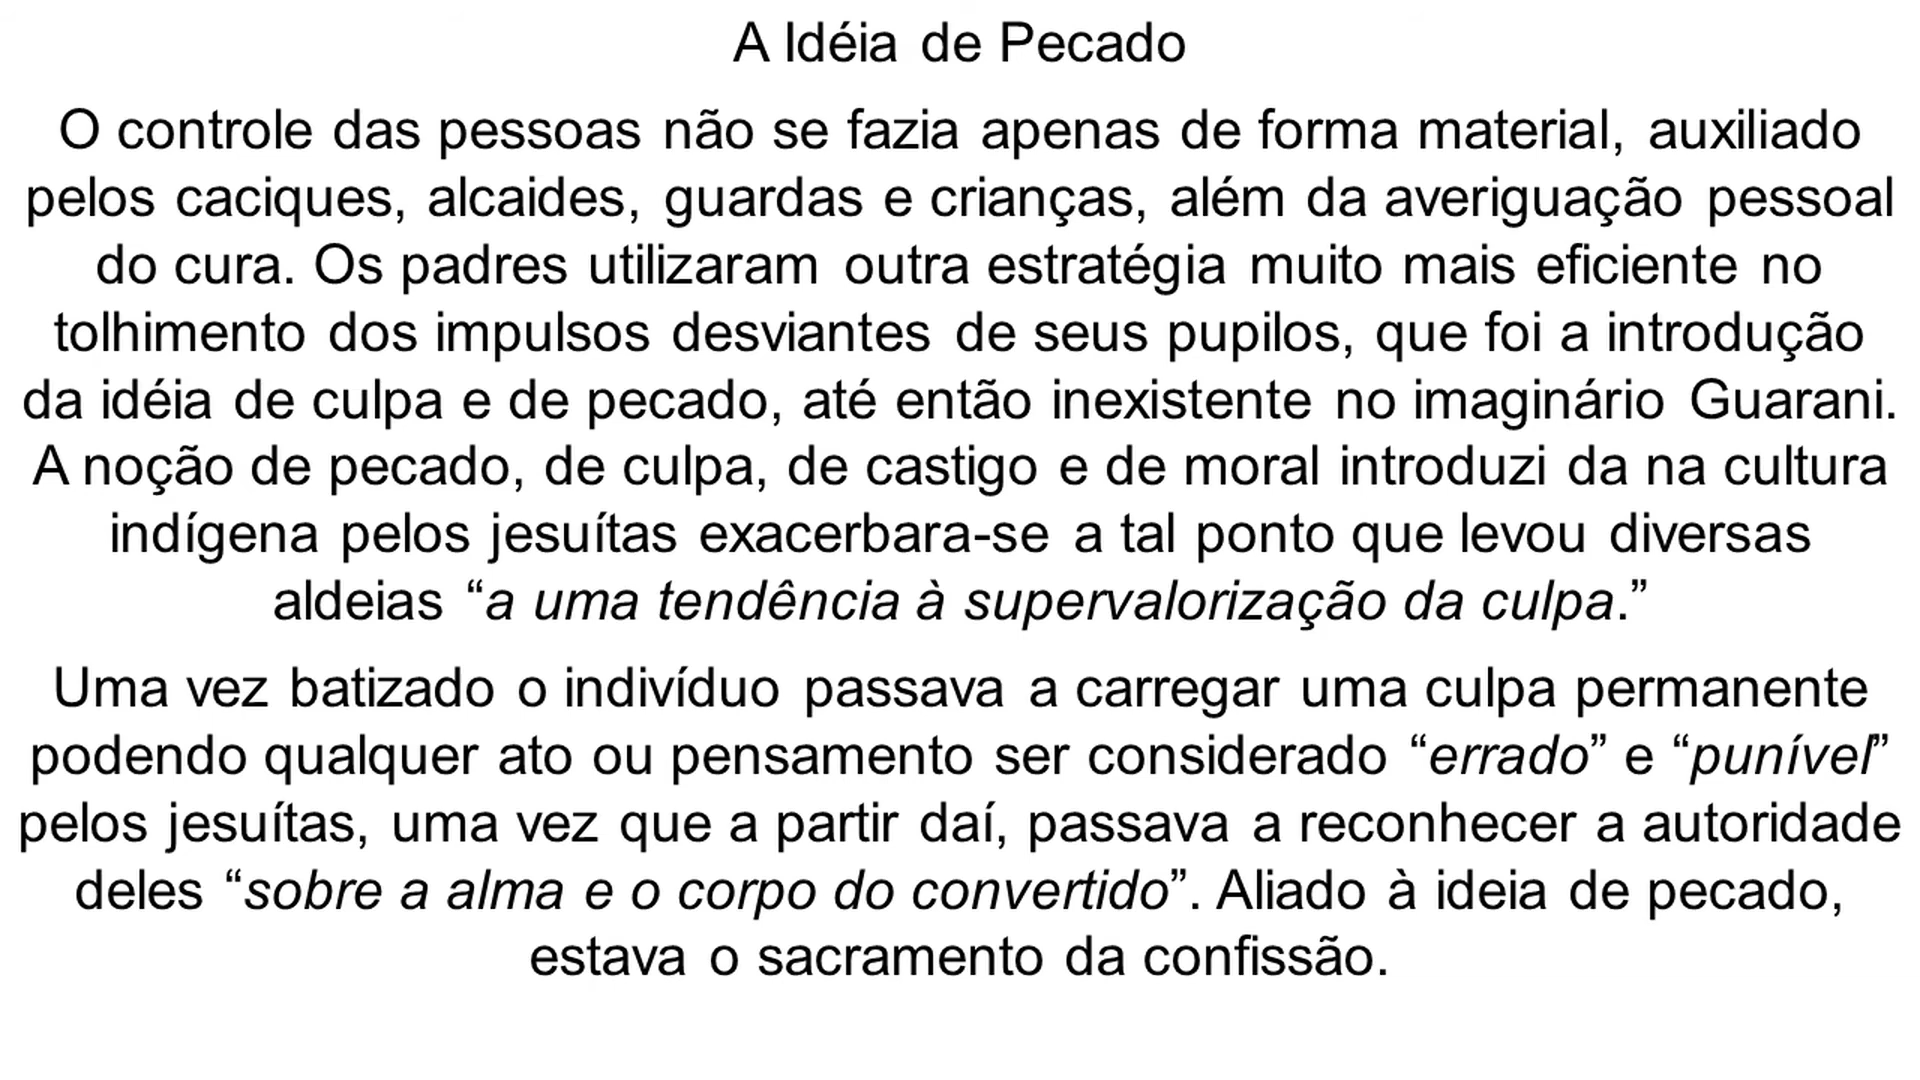 A Idéia de Pecado
O controle das pessoas não se fazia apenas de forma material, auxiliado
pelos caciques, alcaides, guardas e crianças, além da averiguação pessoal
do cura. Os padres utilizaram outra estratégia muito mais eficiente no
tolhimento dos impulsos desviantes de seus pupilos, que foi a introdução
da idéia de culpa e de pecado, até então inexistente no imaginário Guarani.
A noção de pecado, de culpa, de castigo e de moral introduzi da na cultura
indígena pelos jesuítas exacerbara-se a tal ponto que levou diversas
aldeias “a uma tendência à supervalorização da culpa.”
Uma vez batizado o indivíduo passava a carregar uma culpa permanente
podendo qualquer ato ou pensamento ser considerado “errado” e “punível”
pelos jesuítas, uma vez que a partir daí, passava a reconhecer a autoridade
deles “sobre a alma e o corpo do convertido”. Aliado à ideia de pecado,
estava o sacramento da confissão.